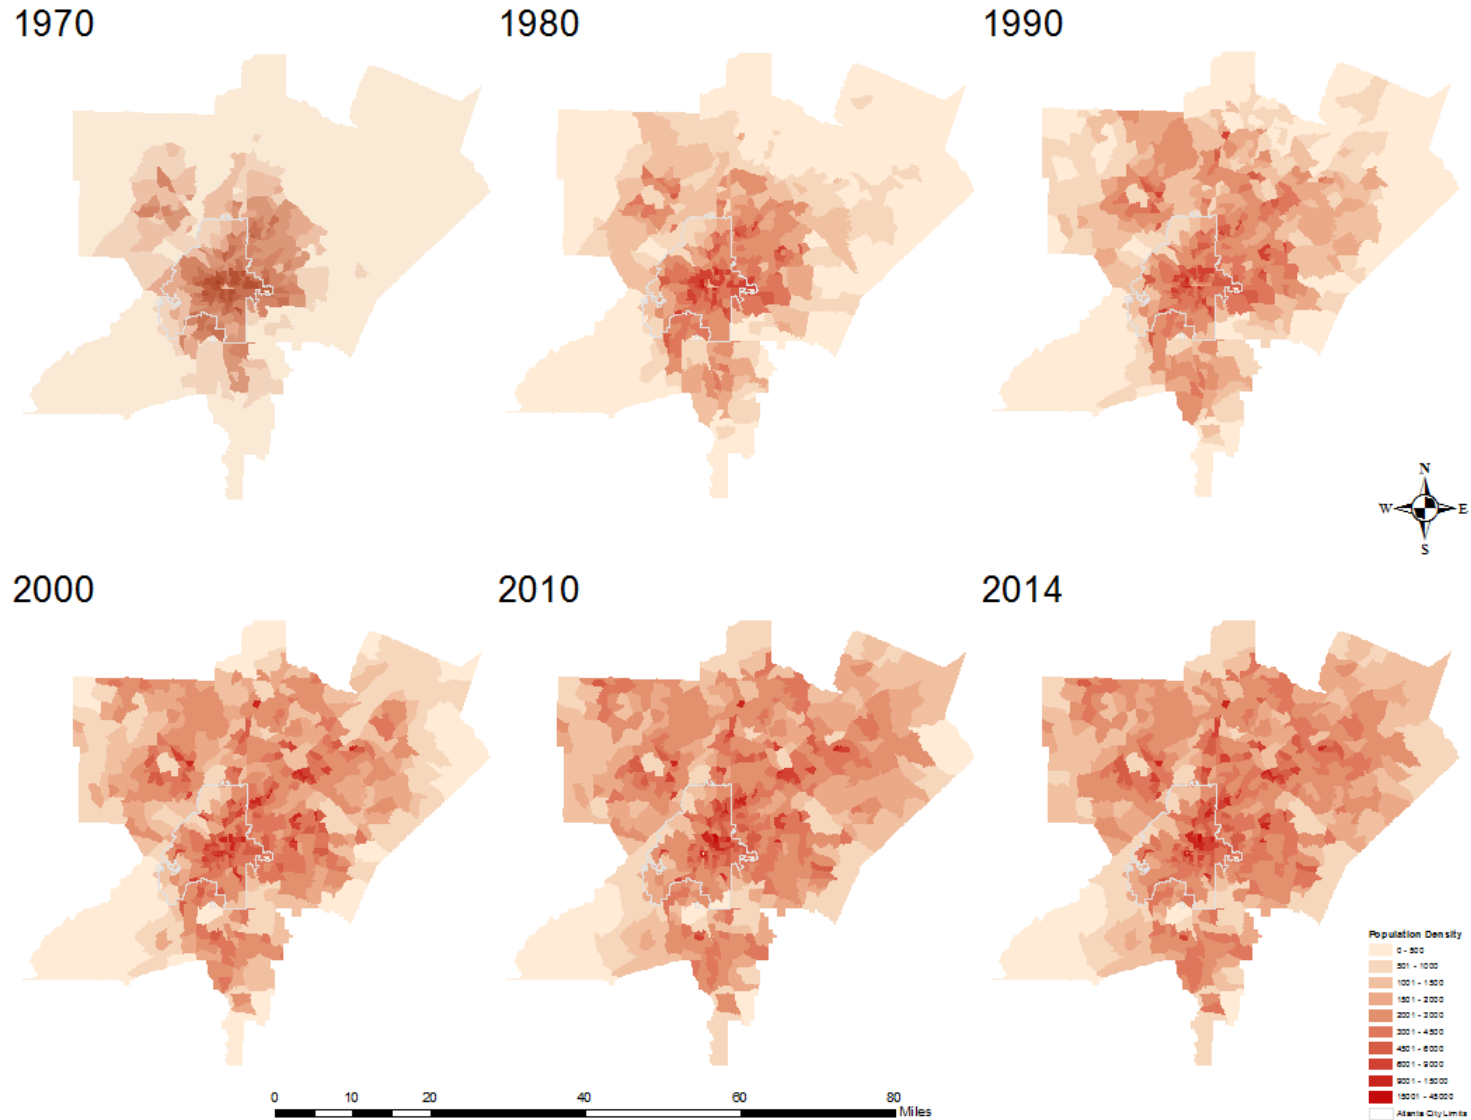 1970
1980
1990
N
W E
S
2000
2010
2014
Population Density
0 - 500
501 - 1000
1001 - 1500
1501 - 2000
2001 - 3000
3001 - 4500
4501 - 6000
6001 - 9000
9001 - 15000
15001 - 45000
Atlanta City Limits
0 10 20 40 60 80
Miles